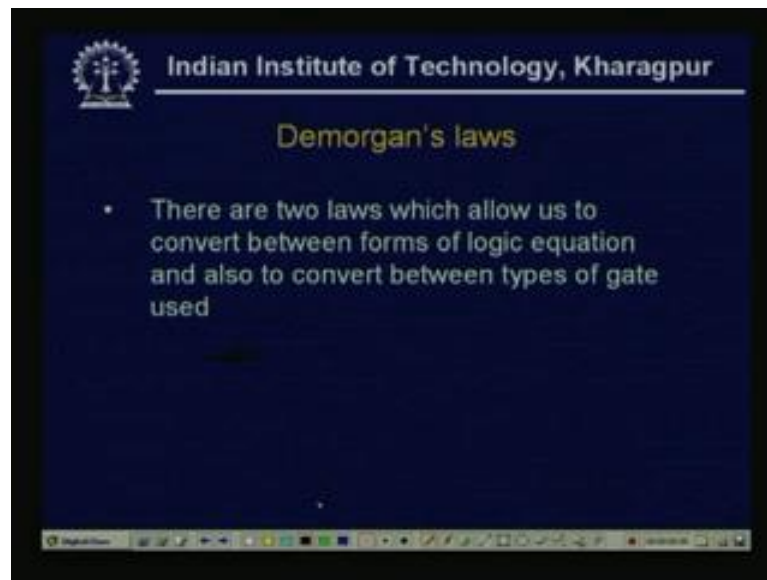 Indian Institute of Technology, Kharagpur
Demorgan's laws
• There are two laws which allow us to
convert between forms of logic equation
and also to convert between types of gate
used